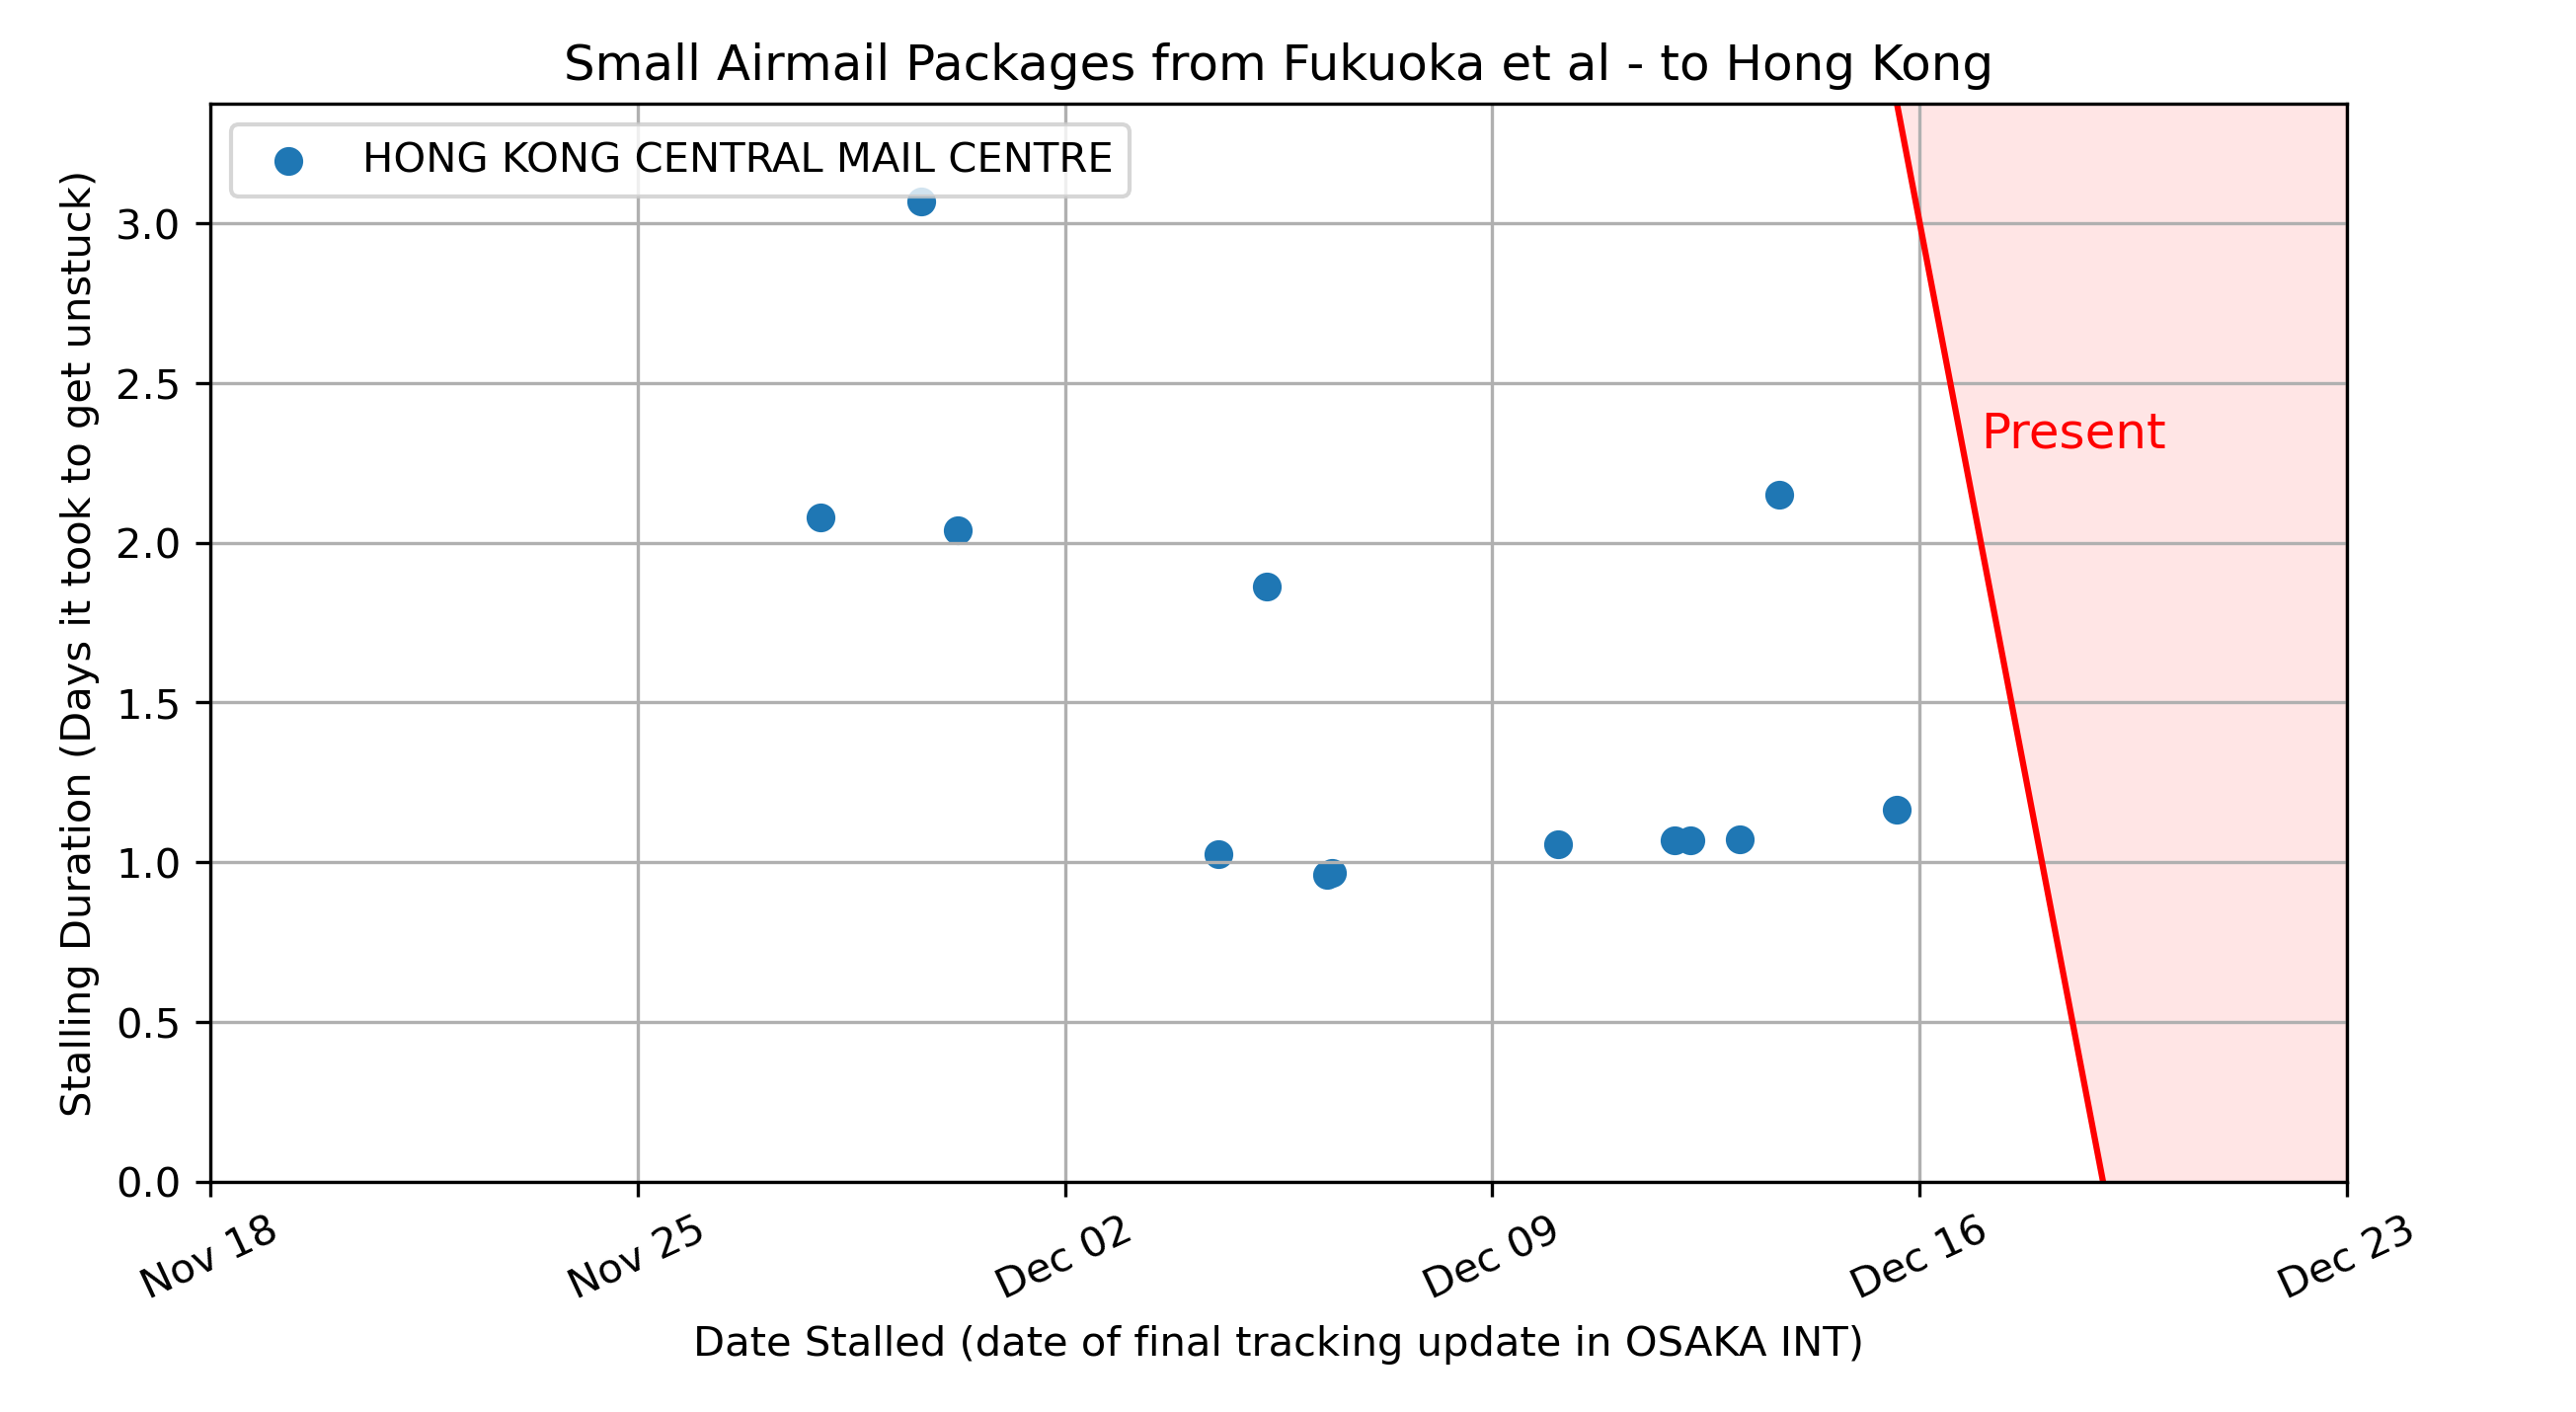 Small Airmail Packages from Fukuoka et al - to Hong Kong
HONG KONG CENTRAL MAIL CENTRE
Stalling Duration (Days it took to get unstuck)
3.0
2.5
2.0
1.5
1.0
0.5
0.0
Present
Nov 18
Nov 25
Dec 02
Dec 09
Dec 16
Dec 23
Date Stalled (date of final tracking update in OSAKA INT)